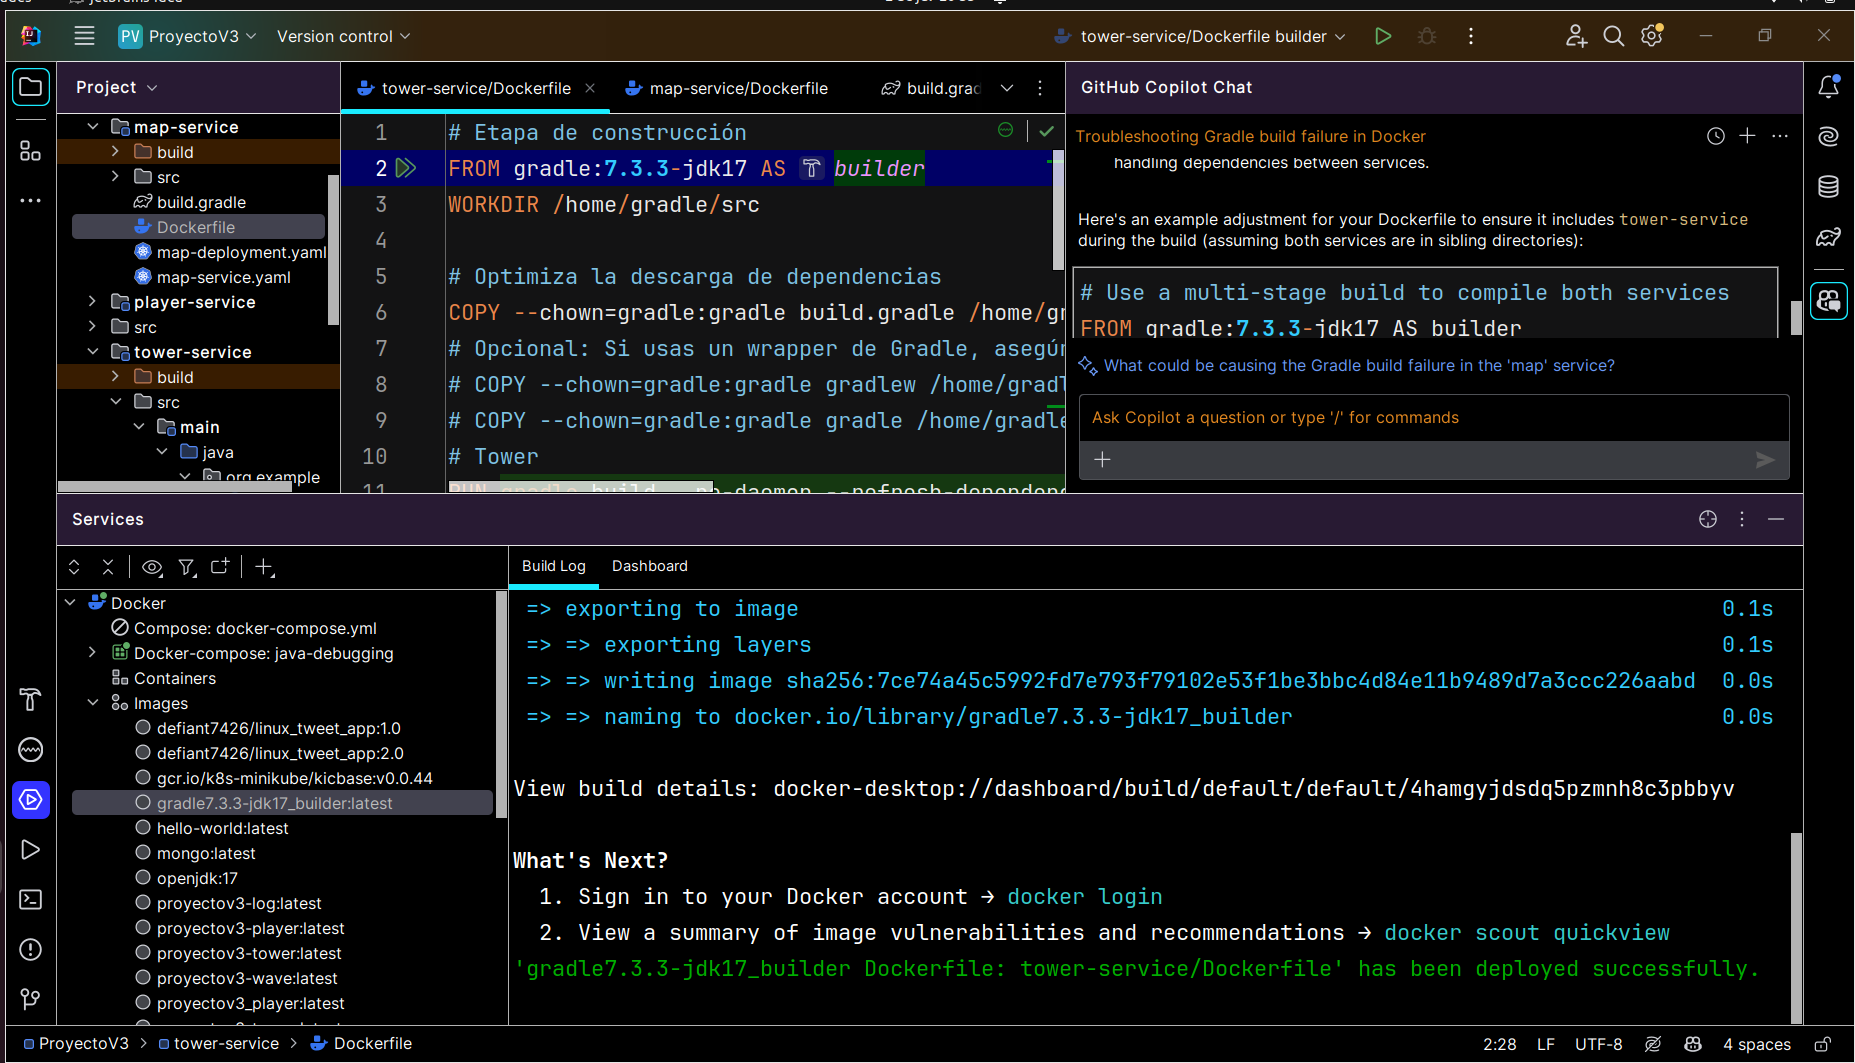 PV ProyectoV3
Version control
tower-service/Dockerfile builder
Project
map-service
build
src
build.gradle
Dockerfile
map-deployment.yaml
map-service.yaml
player-service
src
tower-service
build
src
main
java
org.example
tower-service/Dockerfile
map-service/Dockerfile
build.grad
1 # Etapa de construcción
2 FROM gradle:7.3.3-jdk17 AS builder
3 WORKDIR /home/gradle/src
4
5 # Optimiza la descarga de dependencias
6 COPY --chown=gradle:gradle build.gradle /home/gr
7 # Opcional: Si usas un wrapper de Gradle, asegúr
8 # COPY --chown=gradle:gradle gradlew /home/gradl
9 # COPY --chown=gradle:gradle gradle /home/gradle
10 # Tower
11 RUN gradle build --no-daemon --refresh-dependenc
GitHub Copilot Chat
Troubleshooting Gradle build failure in Docker
handling dependencies between services.
Here's an example adjustment for your Dockerfile to ensure it includes tower-service
during the build (assuming both services are in sibling directories):
# Use a multi-stage build to compile both services
FROM gradle:7.3.3-jdk17 AS builder
What could be causing the Gradle build failure in the 'map' service?
Ask Copilot a question or type '/' for commands
Services
Docker
Compose: docker-compose.yml
Docker-compose: java-debugging
Containers
Images
defiant7426/linux_tweet_app:1.0
defiant7426/linux_tweet_app:2.0
gcr.io/k8s-minikube/kicbase:v0.0.44
gradle7.3.3-jdk17_builder:latest
hello-world:latest
mongo:latest
openjdk:17
proyectov3-log:latest
proyectov3-player:latest
proyectov3-tower:latest
proyectov3-wave:latest
proyectov3_player:latest
Build Log
Dashboard
=> exporting to image 0.1s
=> => exporting layers 0.1s
=> => writing image sha256:7ce74a45c5992fd7e793f79102e53f1be3bbc4d84e11b9489d7a3ccc226aabd 0.0s
=> => naming to docker.io/library/gradle7.3.3-jdk17_builder 0.0s
View build details: docker-desktop://dashboard/build/default/default/4hamgyjdsdq5pzmnh8c3pbbyv
What's Next?
1. Sign in to your Docker account → docker login
2. View a summary of image vulnerabilities and recommendations → docker scout quickview
'gradle7.3.3-jdk17_builder Dockerfile: tower-service/Dockerfile' has been deployed successfully.
ProyectoV3 > tower-service > Dockerfile
2:28 LF UTF-8 4 spaces